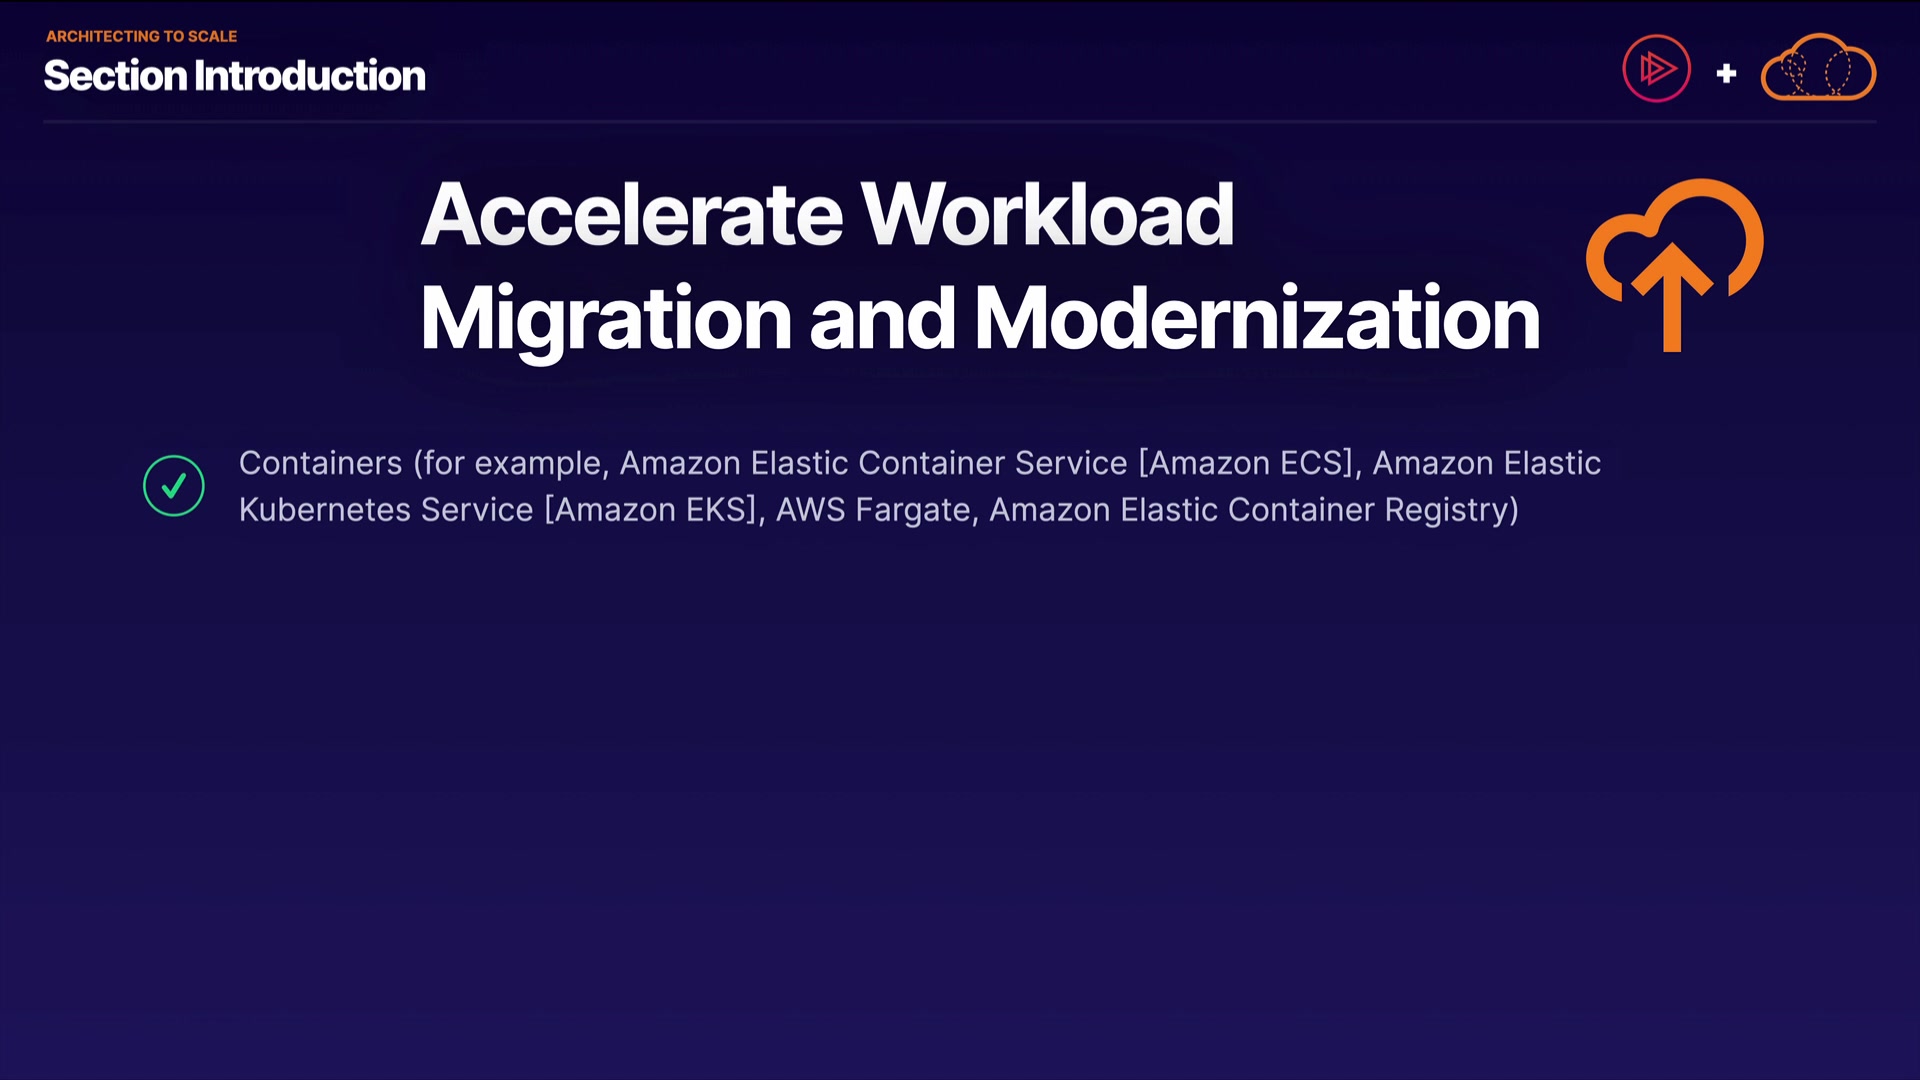 ARCHITECTING TO SCALE
Section Introduction
Accelerate Workload
Migration and Modernization
Containers (for example, Amazon Elastic Container Service [Amazon ECS], Amazon Elastic
Kubernetes Service [Amazon EKS], AWS Fargate, Amazon Elastic Container Registry)